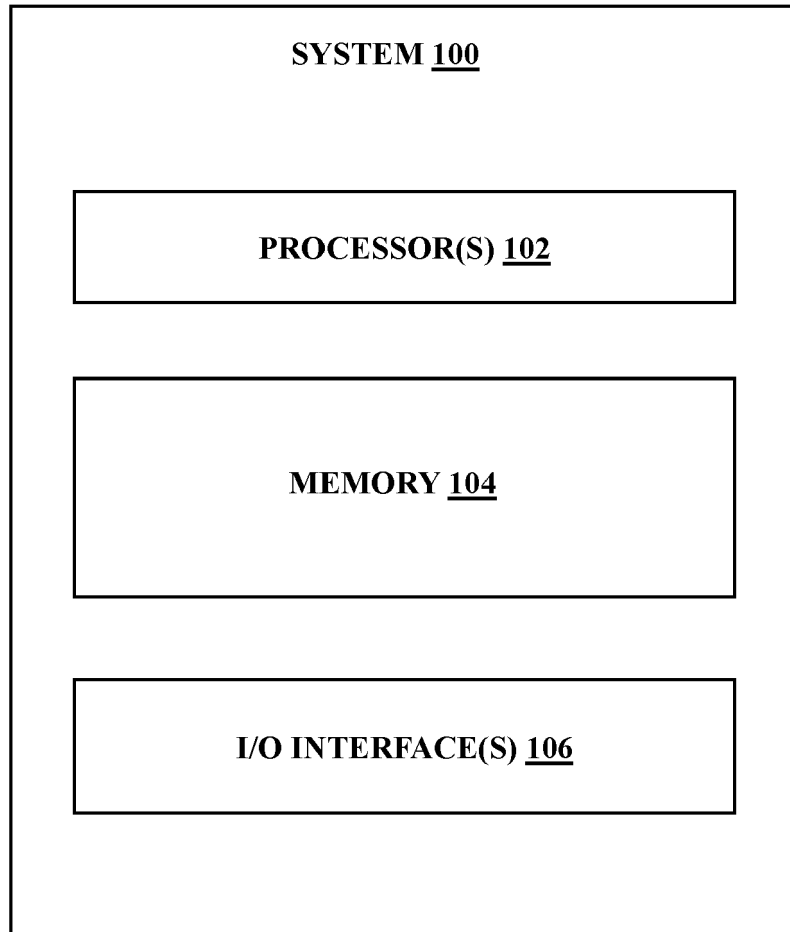 SYSTEM 100
PROCESSOR(S) 102
MEMORY 104
I/O INTERFACE(S) 106